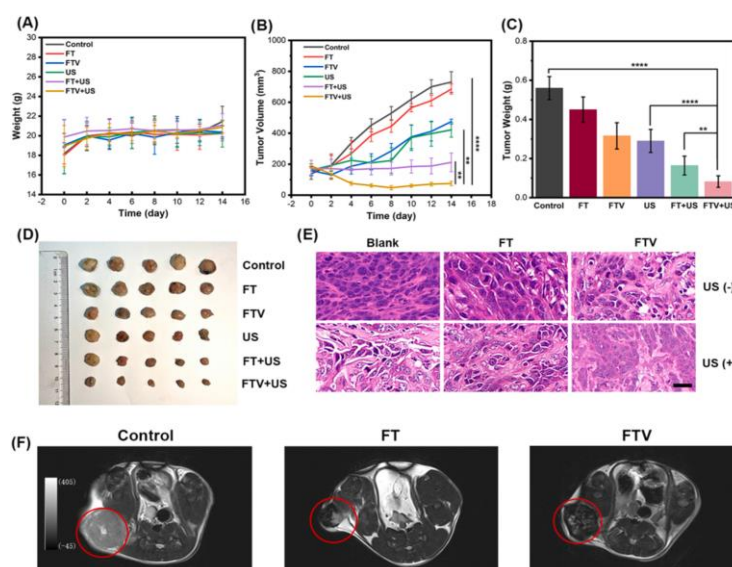 (A)
Control
FT
FTV
US
FT+US
FTV+US
Weight (g)
30
28
26
24
22
20
18
16
14
-2 0 2 4 6 8 10 12 14 16
Time (day)
(B)
Control
FT
FTV
US
FT+US
FTV+US
Tumor Volume (mm³)
1000
800
600
400
200
0
-2 0 2 4 6 8 10 12 14 16
Time (day)
**
**
****
(C)
Tumor Weight (g)
0.8
0.6
0.4
0.2
0.0
****
****
**
Control FT FTV US FT+US FTV+US
(D)
Control
FT
FTV
US
FT+US
FTV+US
(E)
Blank FT FTV
US (-)
US (+
(F)
Control FT FTV
(405)
(-45)